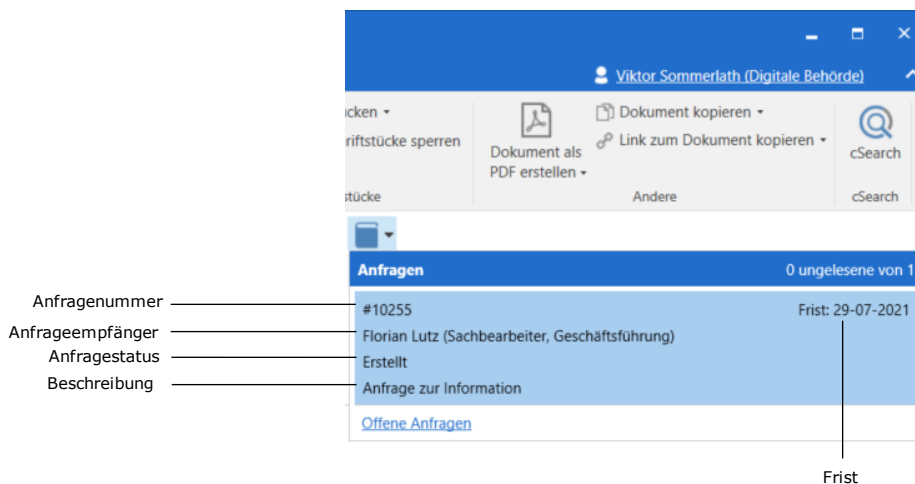 Viktor Sommerlath (Digitale Behörde)
icken
Dokument kopieren
riftstücke sperren
Link zum Dokument kopieren
Dokument als
PDF erstellen
cSearch
stücke
Andere
cSearch
Anfragen
0 ungelesene von 1
Anfragenummer
#10255
Frist: 29-07-2021
Anfrageempfänger
Florian Lutz (Sachbearbeiter, Geschäftsführung)
Anfragestatus
Erstellt
Beschreibung
Anfrage zur Information
Offene Anfragen
Frist